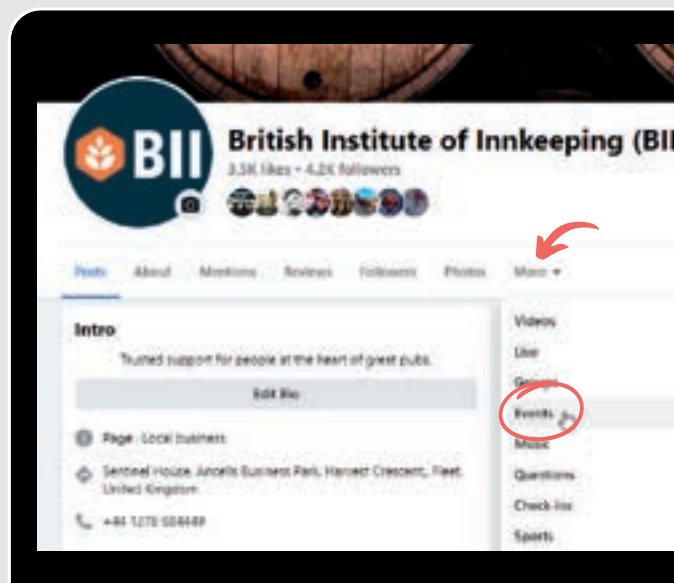 BII
British Institute of Innkeeping (BII
3.5K likes • 4.2K followers
Posts About Mentions Reviews Followers Photos More
Intro
Trusted support for people at the heart of great pubs.
Edit Bio
Page · Local business
Sentinel House, Ancells Business Park, Harvest Crescent, Fleet,
United Kingdom
+44 1276
Videos
Live
Groups
Events
Music
Questions
Check-ins
Sports